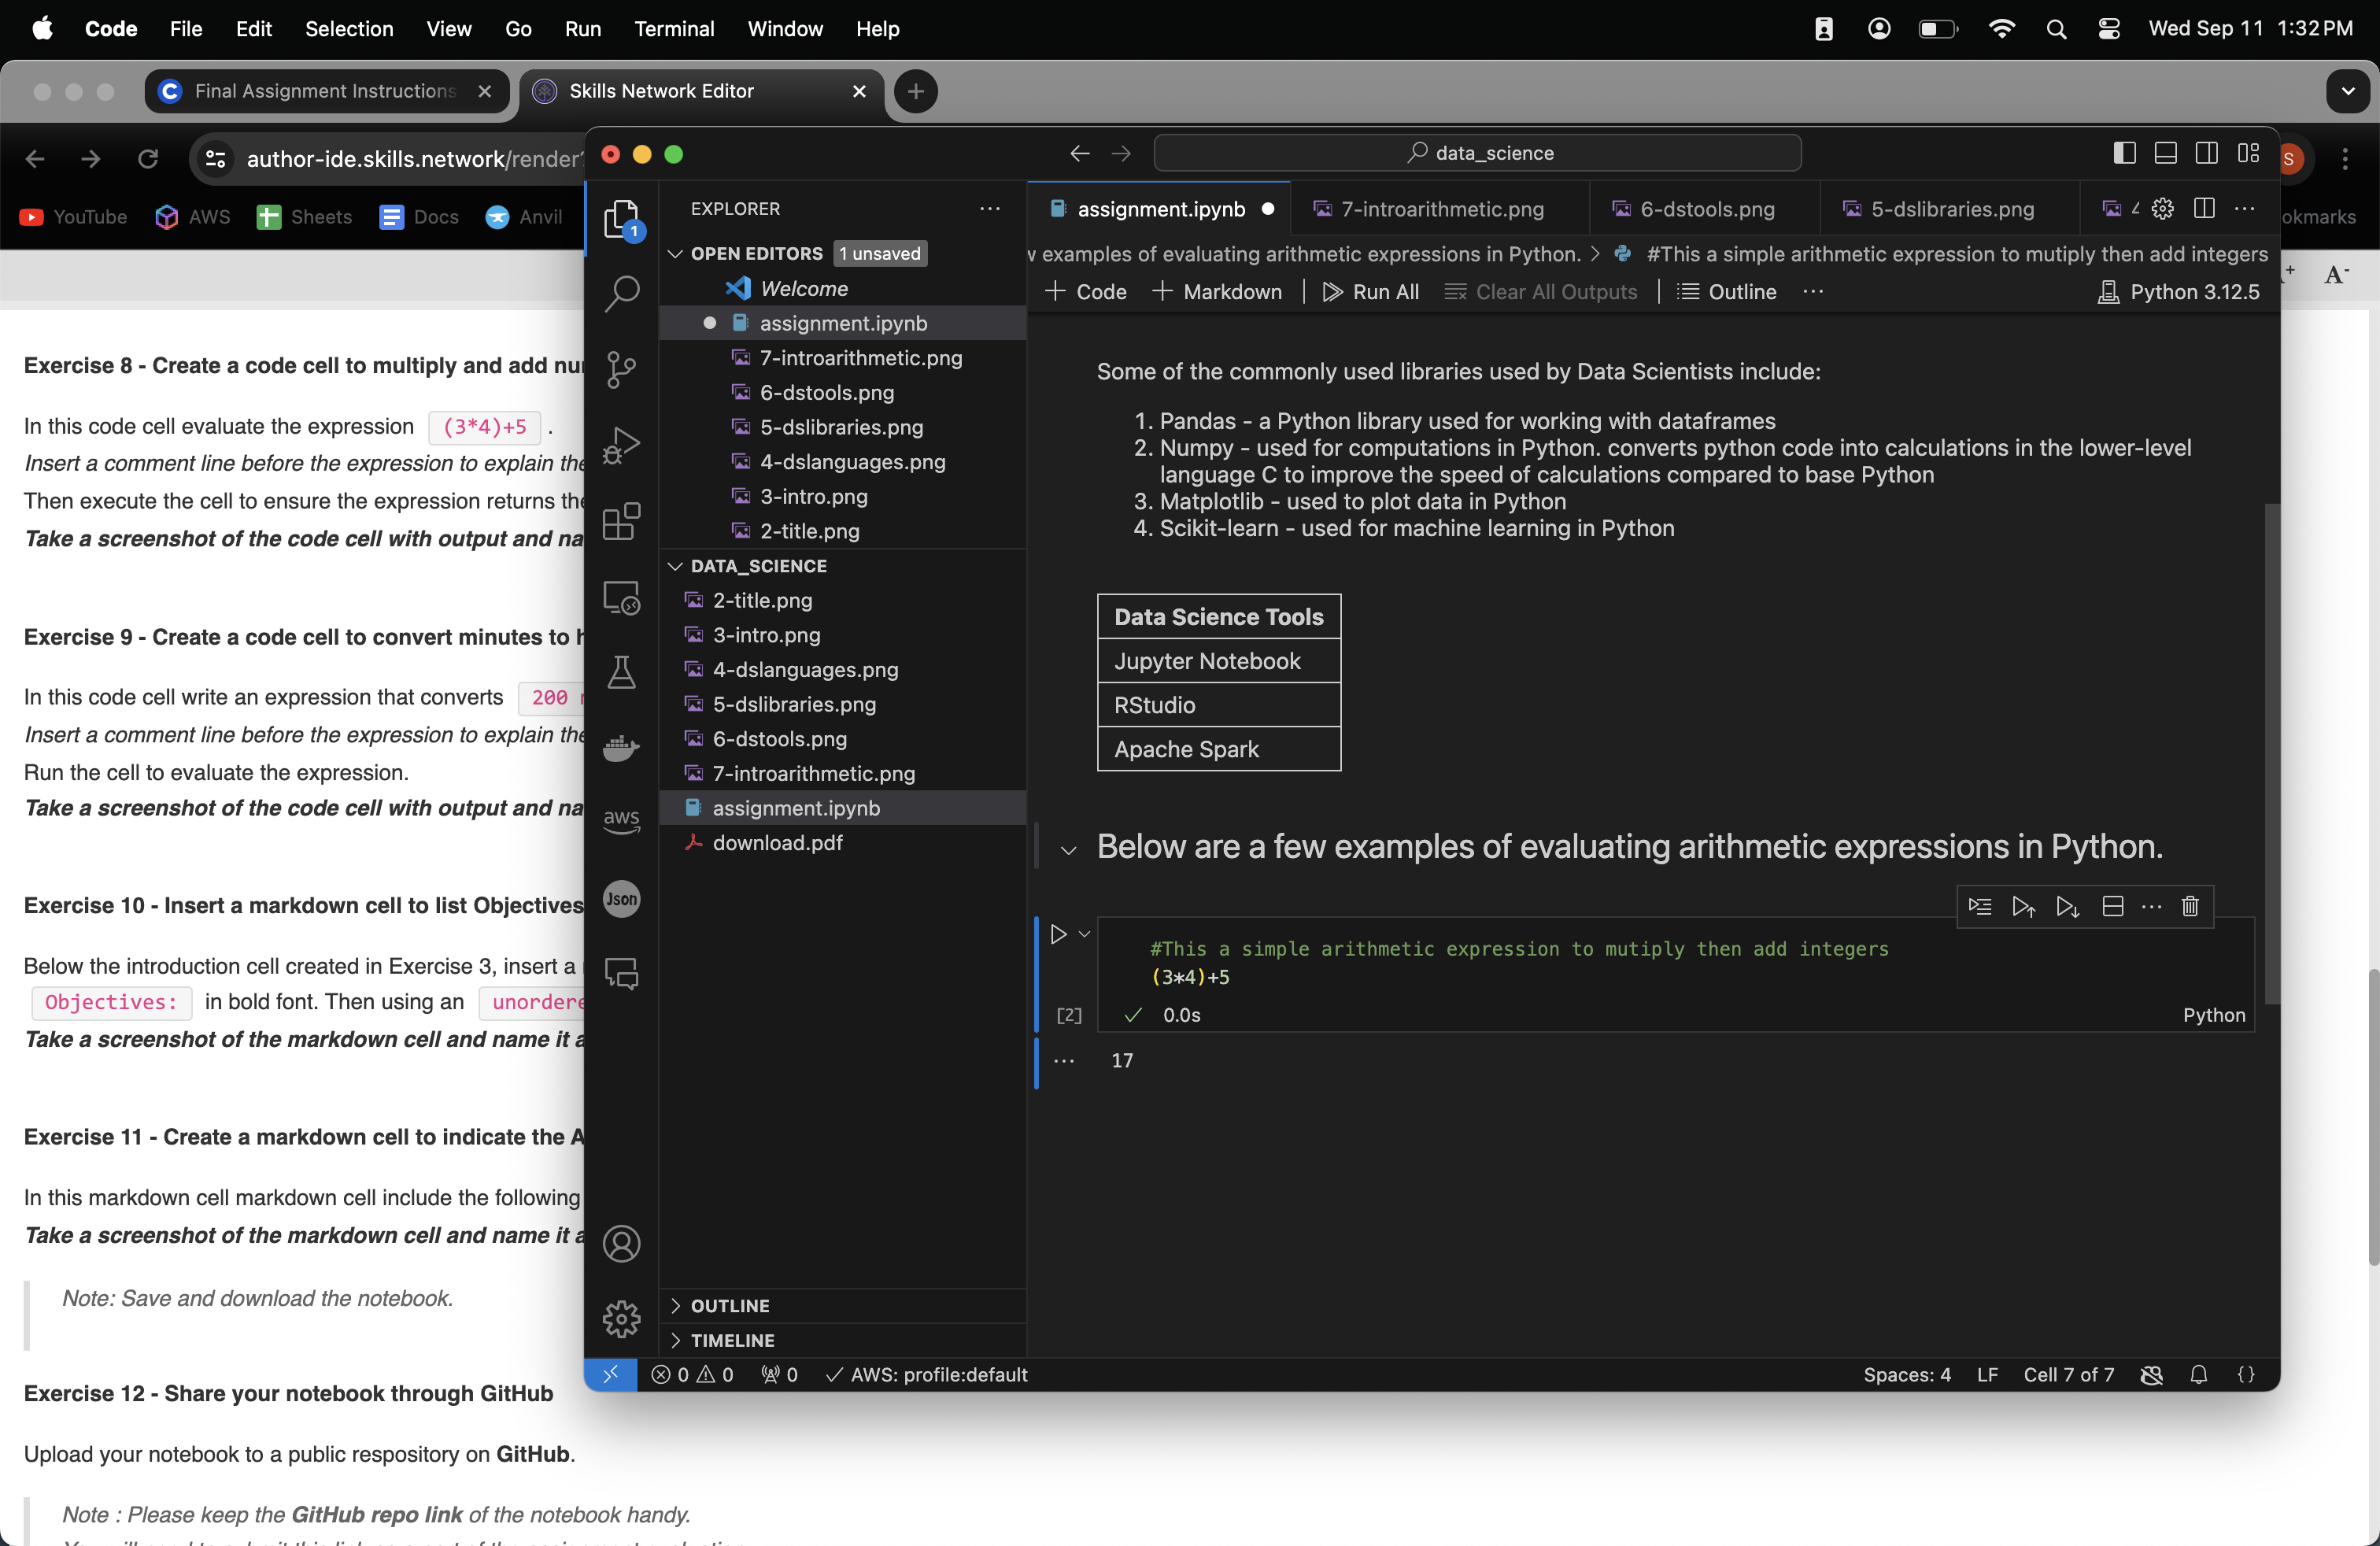 Code File Edit Selection View Go Run Terminal Window Help Wed Sep 11 1:32 PM
Final Assignment Instructions Skills Network Editor
author-ide.skills.network/render?
YouTube AWS Sheets Docs Anvil
A-
Exercise 8 - Create a code cell to multiply and add
In this code cell evaluate the expression (3*4)+5 .
Insert a comment line before the expression to explain the
Then execute the cell to ensure the expression returns the
Take a screenshot of the code cell with output and
Exercise 9 - Create a code cell to convert minutes to
In this code cell write an expression that converts 200
Insert a comment line before the expression to explain the
Run the cell to evaluate the expression.
Take a screenshot of the code cell with output and
Exercise 10 - Insert a markdown cell to list Objectives
Below the introduction cell created in Exercise 3, insert a
Objectives: in bold font. Then using an
Take a screenshot of the markdown cell and name it
Exercise 11 - Create a markdown cell to indicate the
In this markdown cell markdown cell include the following
Take a screenshot of the markdown cell and name it
Note: Save and download the notebook.
Exercise 12 - Share your notebook through GitHub
Upload your notebook to a public respository on GitHub.
Note : Please keep the GitHub repo link of the notebook handy.
data_science
S
EXPLORER
OPEN EDITORS 1 unsaved
Welcome
assignment.ipynb
7-introarithmetic.png
6-dstools.png
5-dslibraries.png
4-dslanguages.png
3-intro.png
2-title.png
DATA_SCIENCE
2-title.png
3-intro.png
4-dslanguages.png
5-dslibraries.png
6-dstools.png
7-introarithmetic.png
assignment.ipynb
download.pdf
OUTLINE
TIMELINE
1
aws
Json
assignment.ipynb 7-introarithmetic.png 6-dstools.png 5-dslibraries.png
examples of evaluating arithmetic expressions in Python. > #This a simple arithmetic expression to mutiply then add integers
Code Markdown Run All Clear All Outputs Outline Python 3.12.5
Some of the commonly used libraries used by Data Scientists include:
1. Pandas - a Python library used for working with dataframes
2. Numpy - used for computations in Python. converts python code into calculations in the lower-level
language C to improve the speed of calculations compared to base Python
3. Matplotlib - used to plot data in Python
4. Scikit-learn - used for machine learning in Python
Data Science Tools
Jupyter Notebook
RStudio
Apache Spark
Below are a few examples of evaluating arithmetic expressions in Python.
#This a simple arithmetic expression to mutiply then add integers
(3*4)+5
[2] 0.0s Python
17
0 0 0 AWS: profile:default Spaces: 4 LF Cell 7 of 7